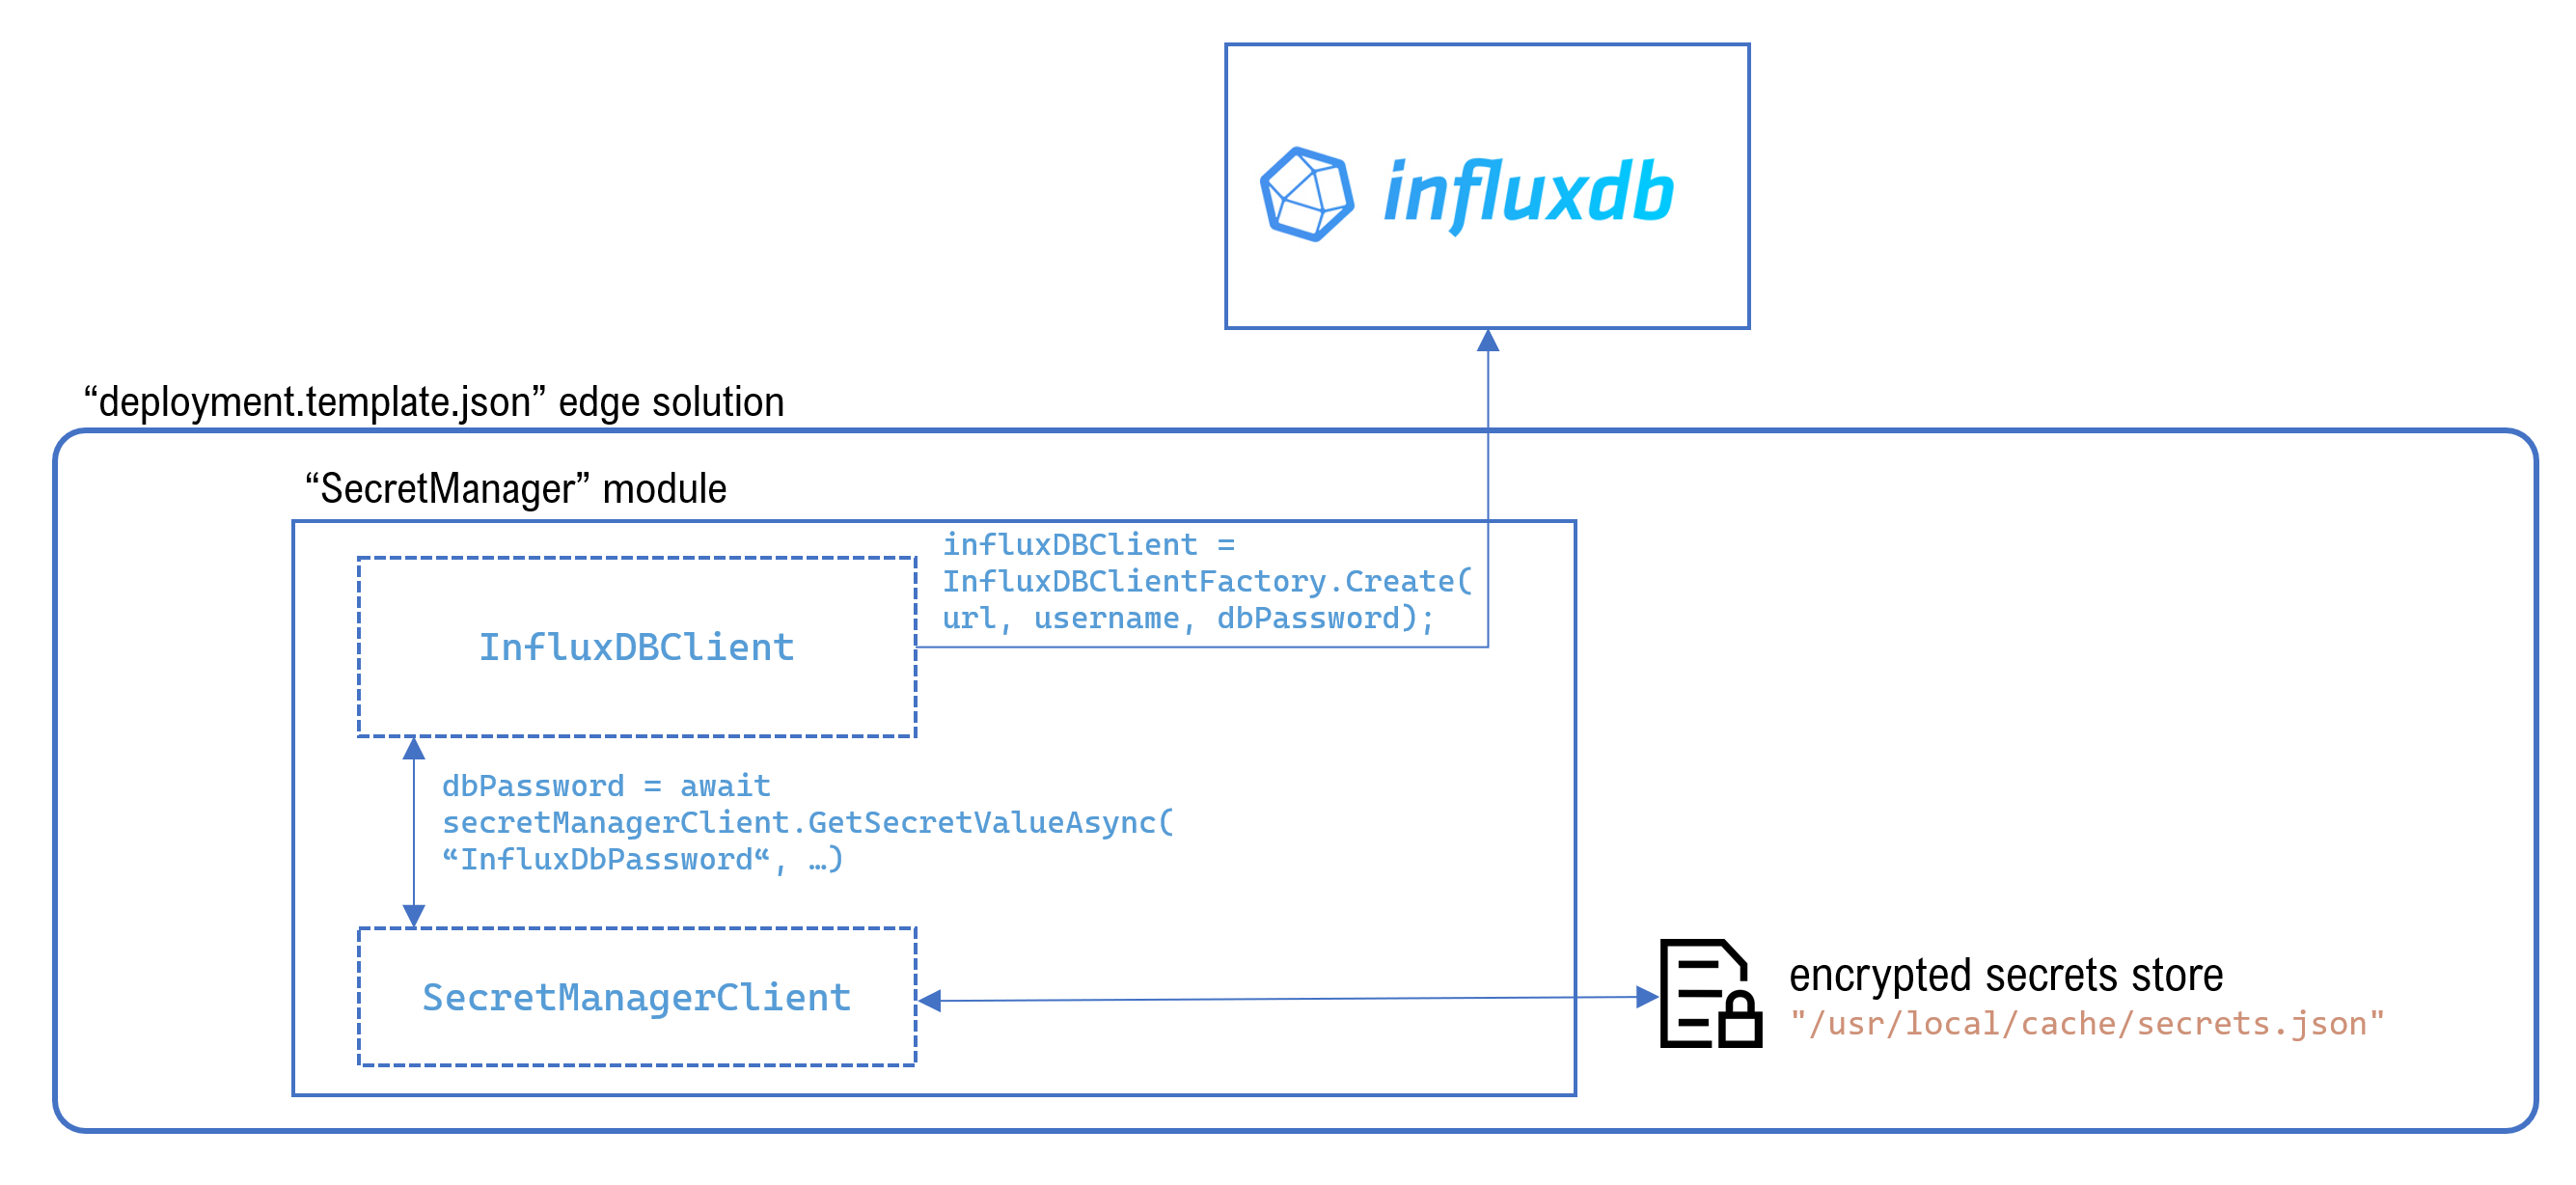 influxdb
“deployment.template.json” edge solution
“SecretManager” module
influxDBClient =
InfluxDBClientFactory.Create(
url, username, dbPassword);
InfluxDBClient
dbPassword = await
secretManagerClient.GetSecretValueAsync(
“InfluxDbPassword“, …)
SecretManagerClient
encrypted secrets store
"/usr/local/cache/secrets.json"